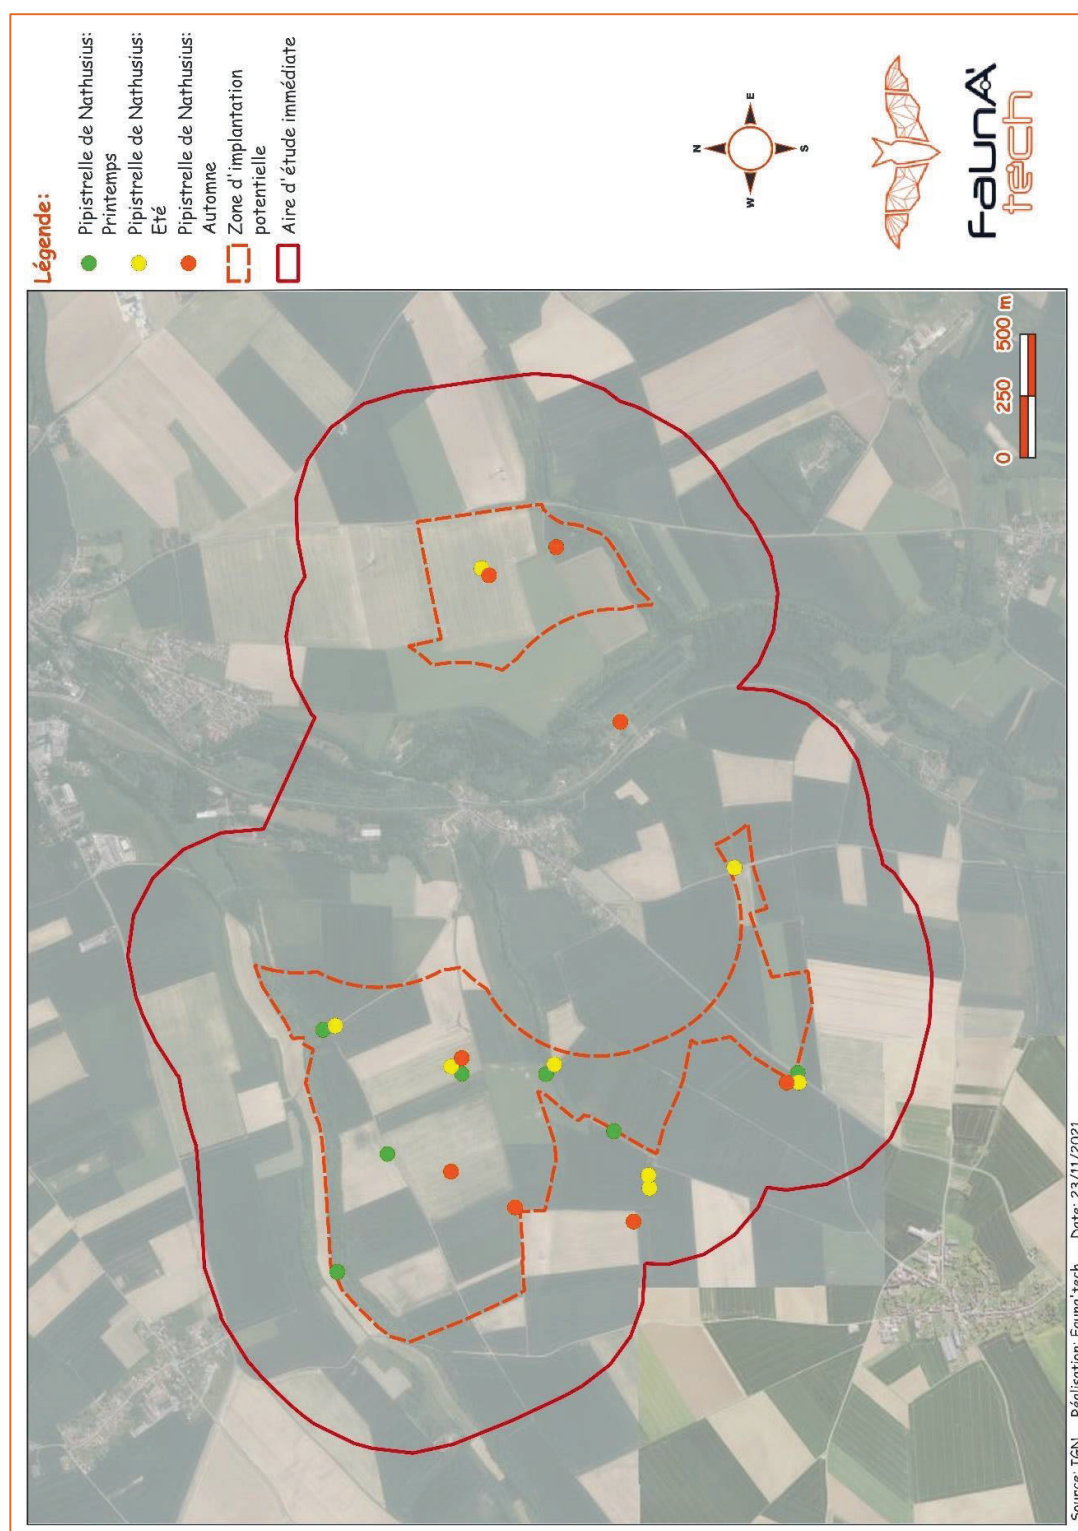 Légende:
Pipistrelle de Nathusius:
Printemps
Pipistrelle de Nathusius:
Eté
Pipistrelle de Nathusius:
Automne
Zone d'implantation
potentielle
Aire d'étude immédiate
N
W
E
S
FaunA'
tech
0 250 500 m
Source: IGN Réalisation: Fauna'tech Date: 23/11/2021